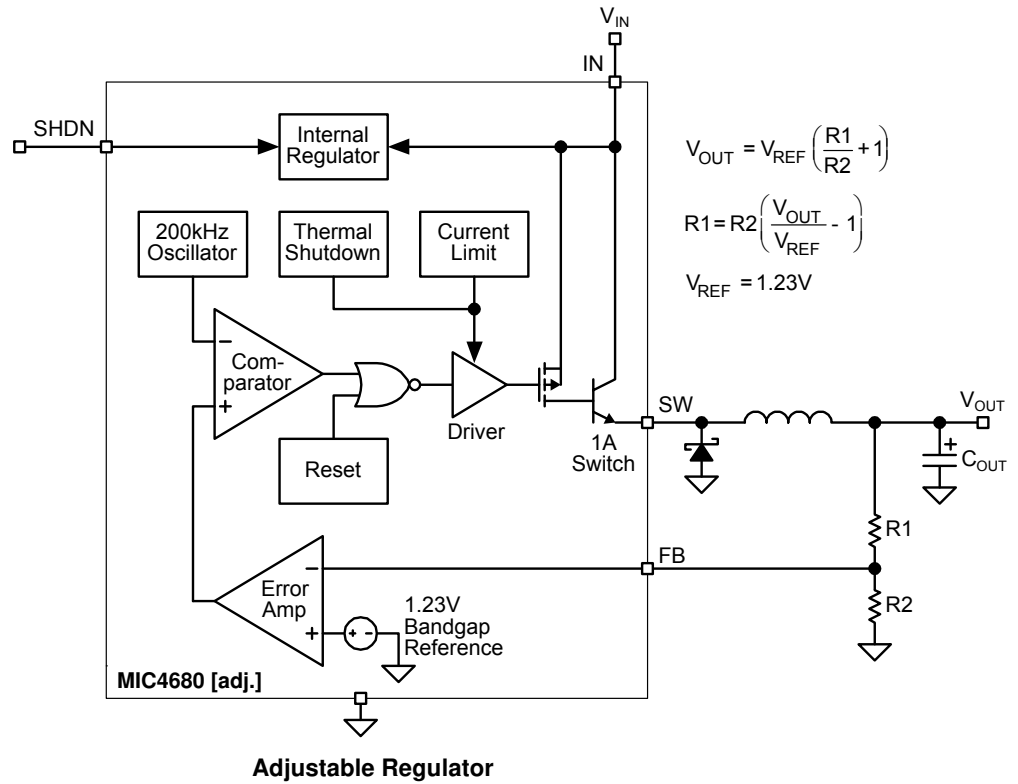 V_IN
IN
SHDN
Internal
Regulator
V_OUT = V_REF (R1/R2 + 1)
R1 = R2 (V_OUT/V_REF - 1)
V_REF = 1.23V
200kHz
Oscillator
Thermal
Shutdown
Current
Limit
−
Com-
parator
+
Driver
Reset
1A
Switch
SW
V_OUT
+
C_OUT
R1
FB
R2
−
Error
Amp
+
+ -
1.23V
Bandgap
Reference
MIC4680 [adj.]
Adjustable Regulator